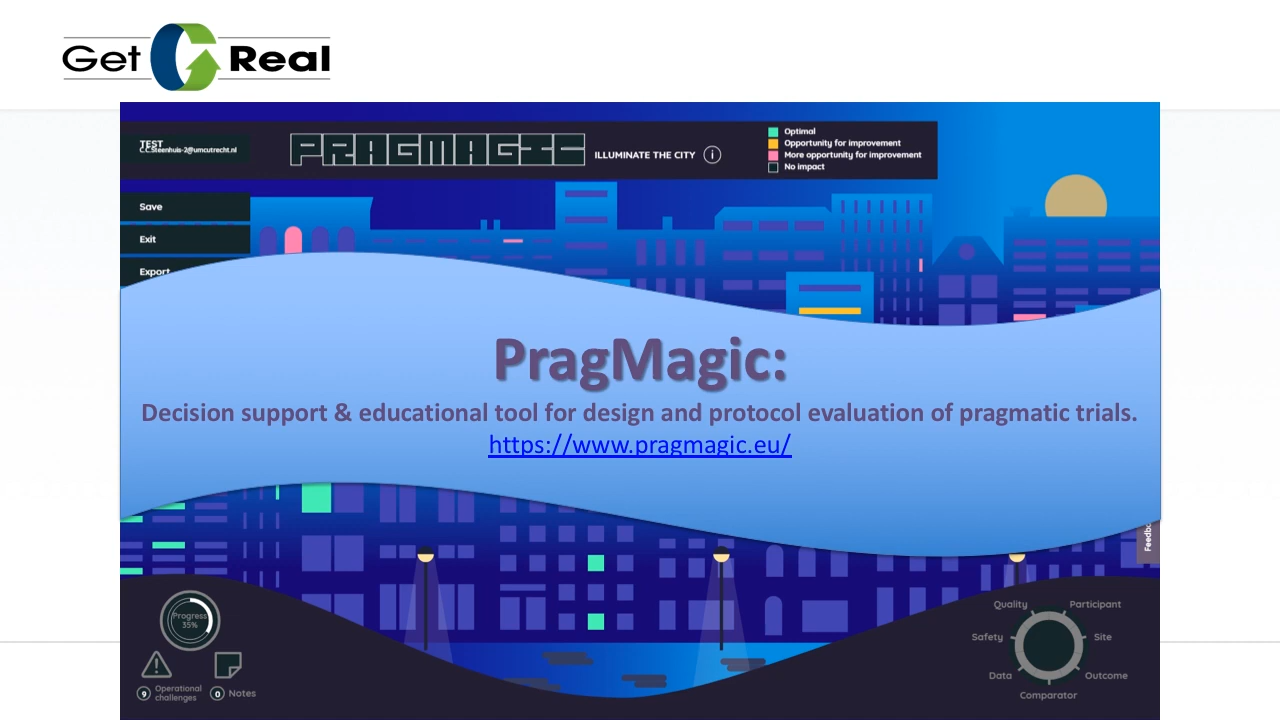 Get Real
TEST
C.C.Steenhuis-2@umcutrecht.nl
PRAGMAGIC
ILLUMINATE THE CITY
i
Optimal
Opportunity for improvement
More opportunity for improvement
No impact
Save
Exit
Export
PragMagic:
Decision support & educational tool for design and protocol evaluation of pragmatic trials.
https://www.pragmagic.eu/
Progress
35%
9
Operational
challenges
0
Notes
Quality
Participant
Safety
Site
Data
Outcome
Comparator